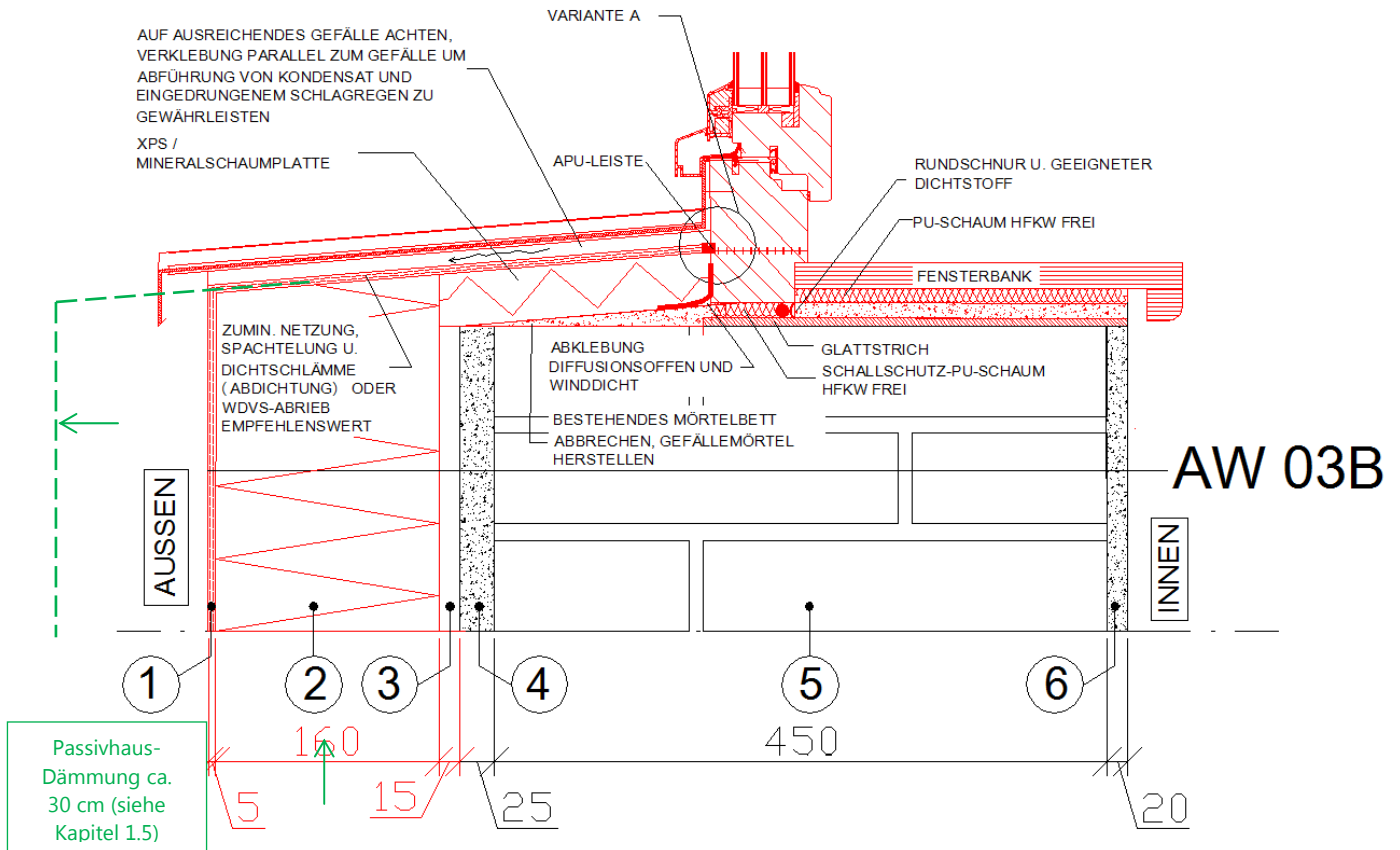 VARIANTE A
AUF AUSREICHENDES GEFÄLLE ACHTEN,
VERKLEBUNG PARALLEL ZUM GEFÄLLE UM
ABFÜHRUNG VON KONDENSAT UND
EINGEDRUNGENEM SCHLAGREGEN ZU
GEWÄHRLEISTEN
XPS /
MINERALSCHAUMPLATTE
APU-LEISTE
RUNDSCHNUR U. GEEIGNETER
DICHTSTOFF
PU-SCHAUM HFKW FREI
FENSTERBANK
ZUMIN. NETZUNG,
SPACHTELUNG U.
DICHTSCHLÄMME
(ABDICHTUNG) ODER
WDVS-ABRIEB
EMPFEHLENSWERT
ABKLEBUNG
DIFFUSIONSOFFEN UND
WINDDICHT
GLATTSTRICH
SCHALLSCHUTZ-PU-SCHAUM
HFKW FREI
BESTEHENDES MÖRTELBETT
ABBRECHEN, GEFÄLLEMÖRTEL
HERSTELLEN
AW 03B
AUSSEN
INNEN
1
2
3
4
5
6
160
450
5
15
25
20
Passivhaus-
Dämmung ca.
30 cm (siehe
Kapitel 1.5)